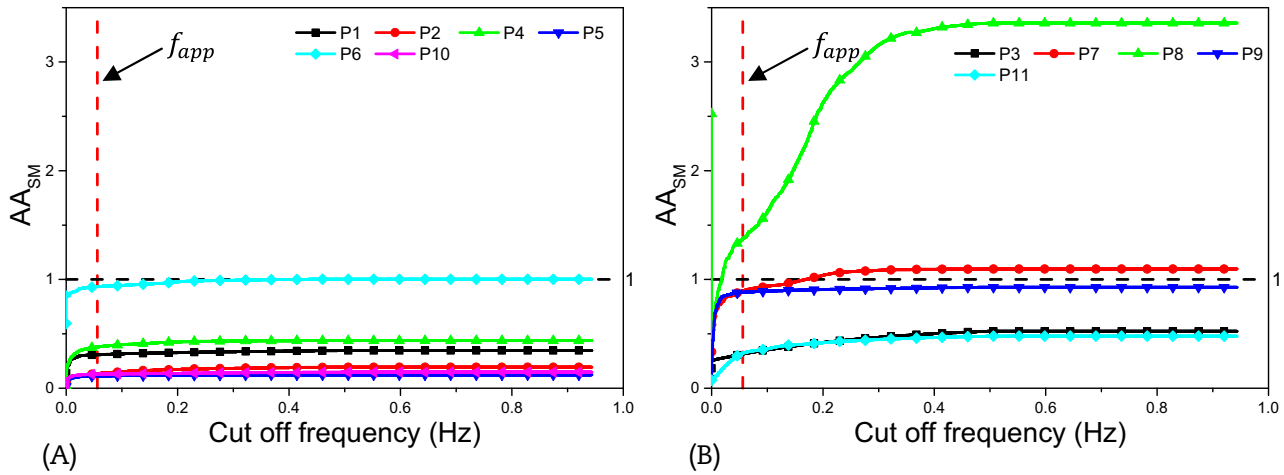 P1 P2 P4 P5
P6 P10
f_app
AA_SM
3
2
1
0
1
0.0 0.2 0.4 0.6 0.8 1.0
Cut off frequency (Hz)
(A)
P3 P7 P8 P9
P11
f_app
AA_SM
3
2
1
0
1
0.0 0.2 0.4 0.6 0.8 1.0
Cut off frequency (Hz)
(B)